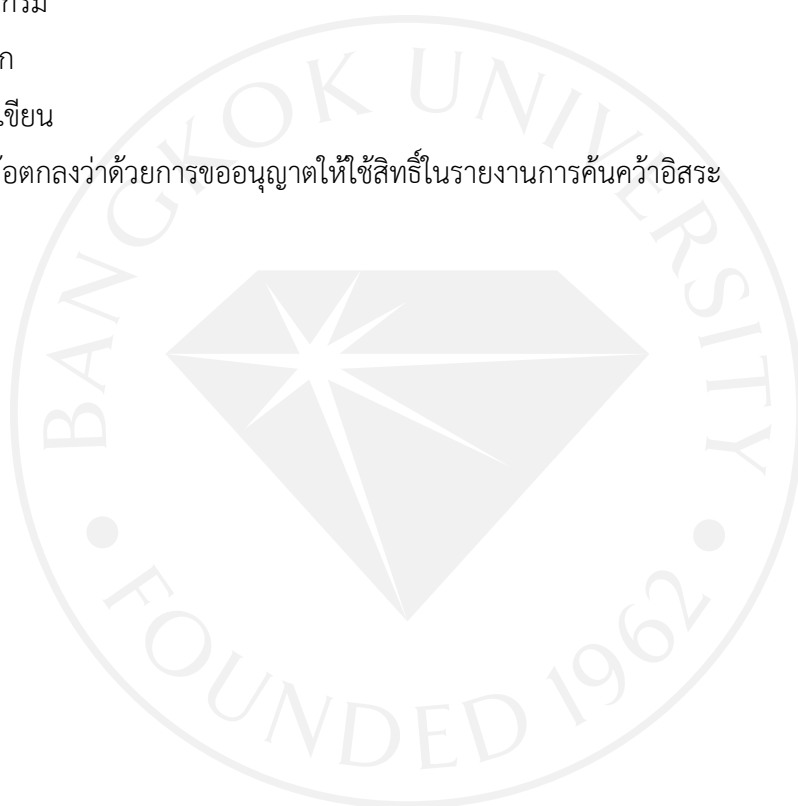 กรม
ก
เขียน
้อตกลงว่าด้วยการขออนุญาตให้ใช้สิทธิ์ในรายงานการค้นคว้าอิสระ
BANGKOK UNIVERSITY
FOUNDED 1962